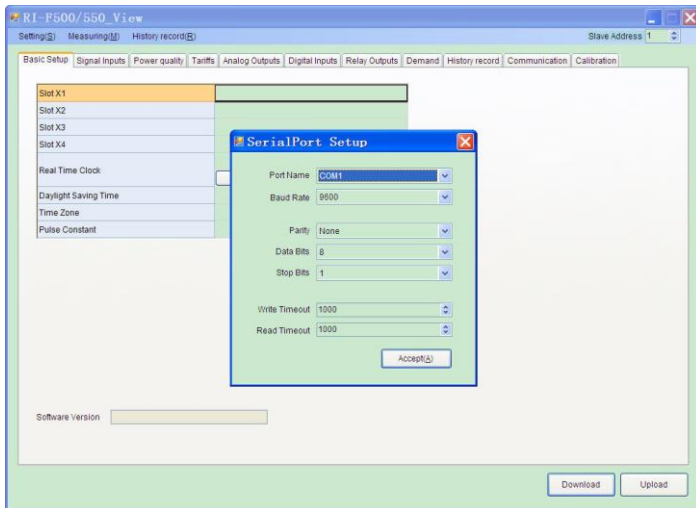 RI-F500/550_View
Setting(S) Measuring(M) History record(R) Slave Address 1
Basic Setup Signal Inputs Power quality Tariffs Analog Outputs Digital Inputs Relay Outputs Demand History record Communication Calibration
Slot X1
Slot X2
Slot X3
Slot X4
Real Time Clock
Daylight Saving Time
Time Zone
Pulse Constant
SerialPort Setup
Port Name COM1
Baud Rate 9600
Parity None
Data Bits 8
Stop Bits 1
Write Timeout 1000
Read Timeout 1000
Accept(A)
Software Version
Download Upload